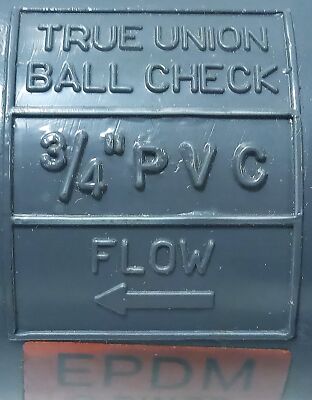 TRUE UNION
BALL CHECK
3/4" PVC
FLOW
EPDM